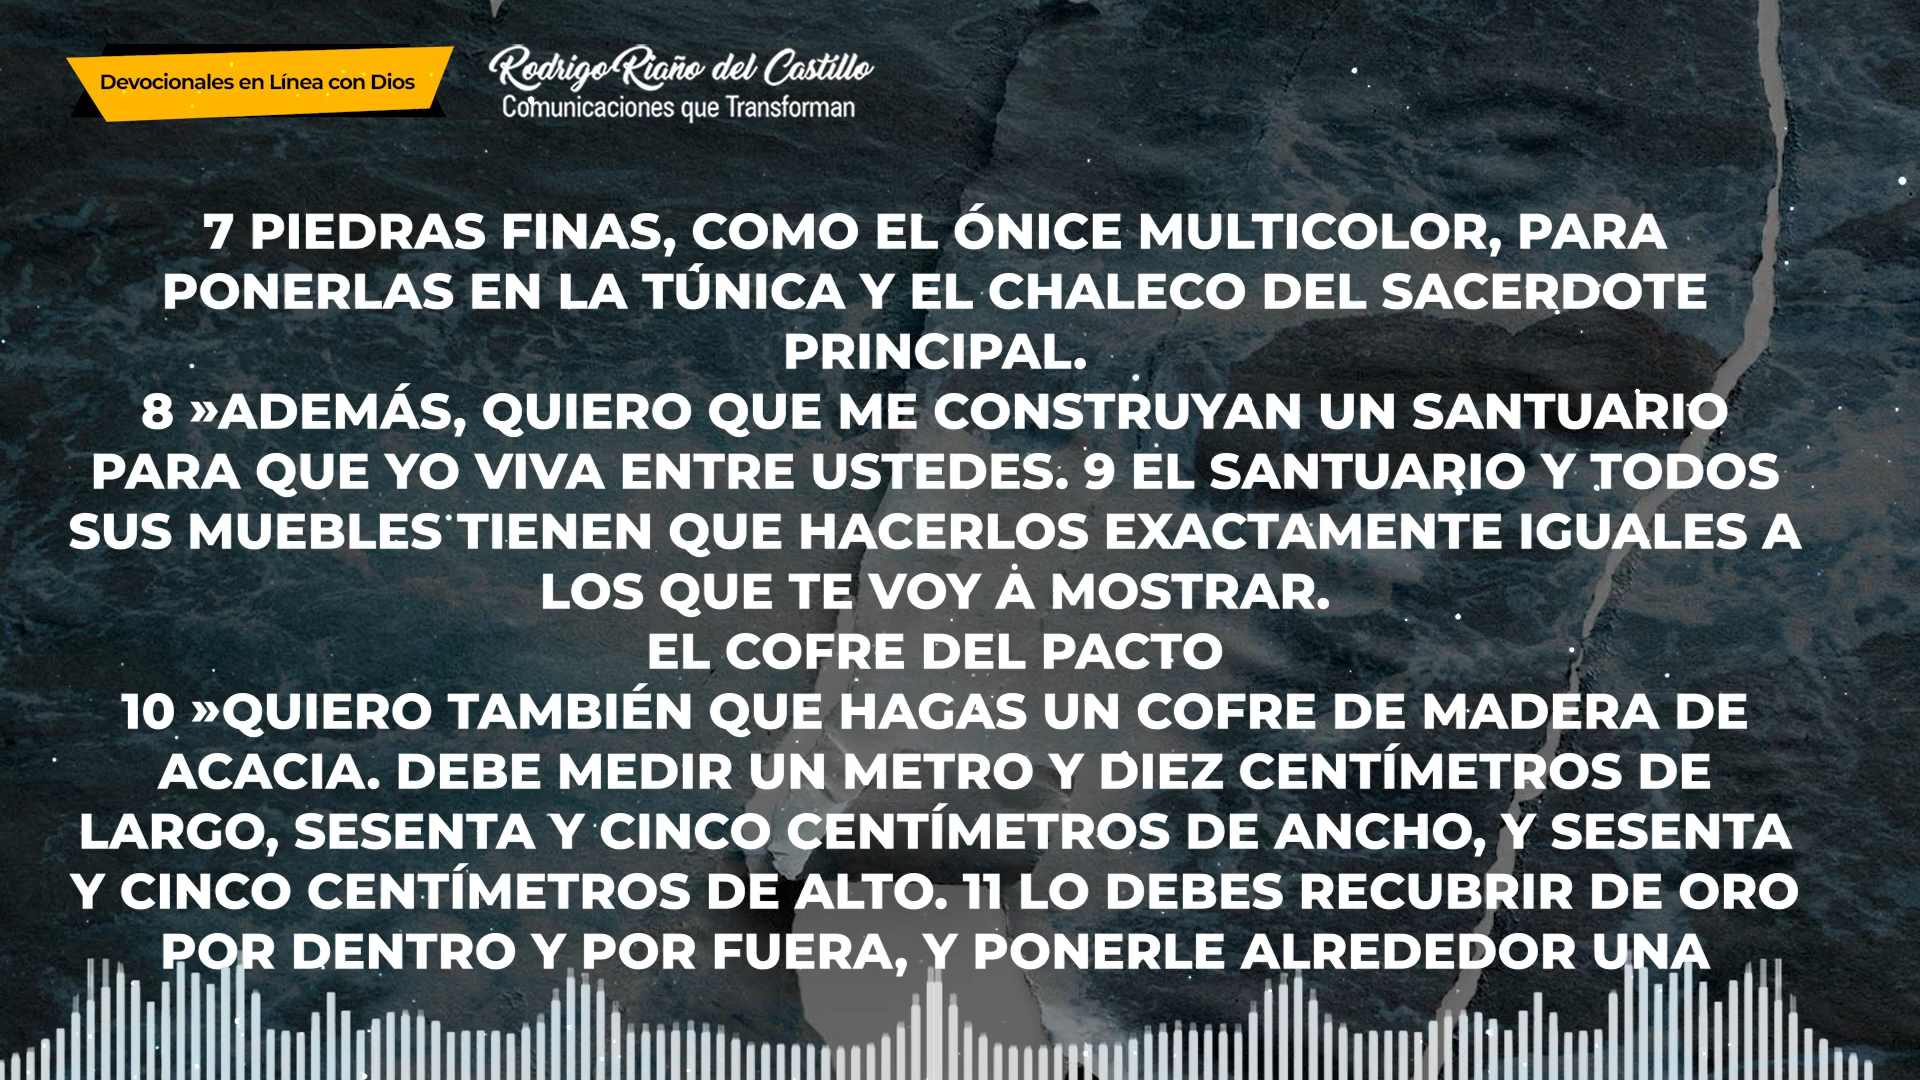 Devocionales en Línea con Dios
Rodrigo Riaño del Castillo
Comunicaciones que Transforman
7 PIEDRAS FINAS, COMO EL ÓNICE MULTICOLOR, PARA
PONERLAS EN LA TÚNICA Y EL CHALECO DEL SACERDOTE
PRINCIPAL.
8 »ADEMÁS, QUIERO QUE ME CONSTRUYAN UN SANTUARIO
PARA QUE YO VIVA ENTRE USTEDES. 9 EL SANTUARIO Y TODOS
SUS MUEBLES TIENEN QUE HACERLOS EXACTAMENTE IGUALES A
LOS QUE TE VOY A MOSTRAR.
EL COFRE DEL PACTO
10 »QUIERO TAMBIÉN QUE HAGAS UN COFRE DE MADERA DE
ACACIA. DEBE MEDIR UN METRO Y DIEZ CENTÍMETROS DE
LARGO, SESENTA Y CINCO CENTÍMETROS DE ANCHO, Y SESENTA
Y CINCO CENTÍMETROS DE ALTO. 11 LO DEBES RECUBRIR DE ORO
POR DENTRO Y POR FUERA, Y PONERLE ALREDEDOR UNA